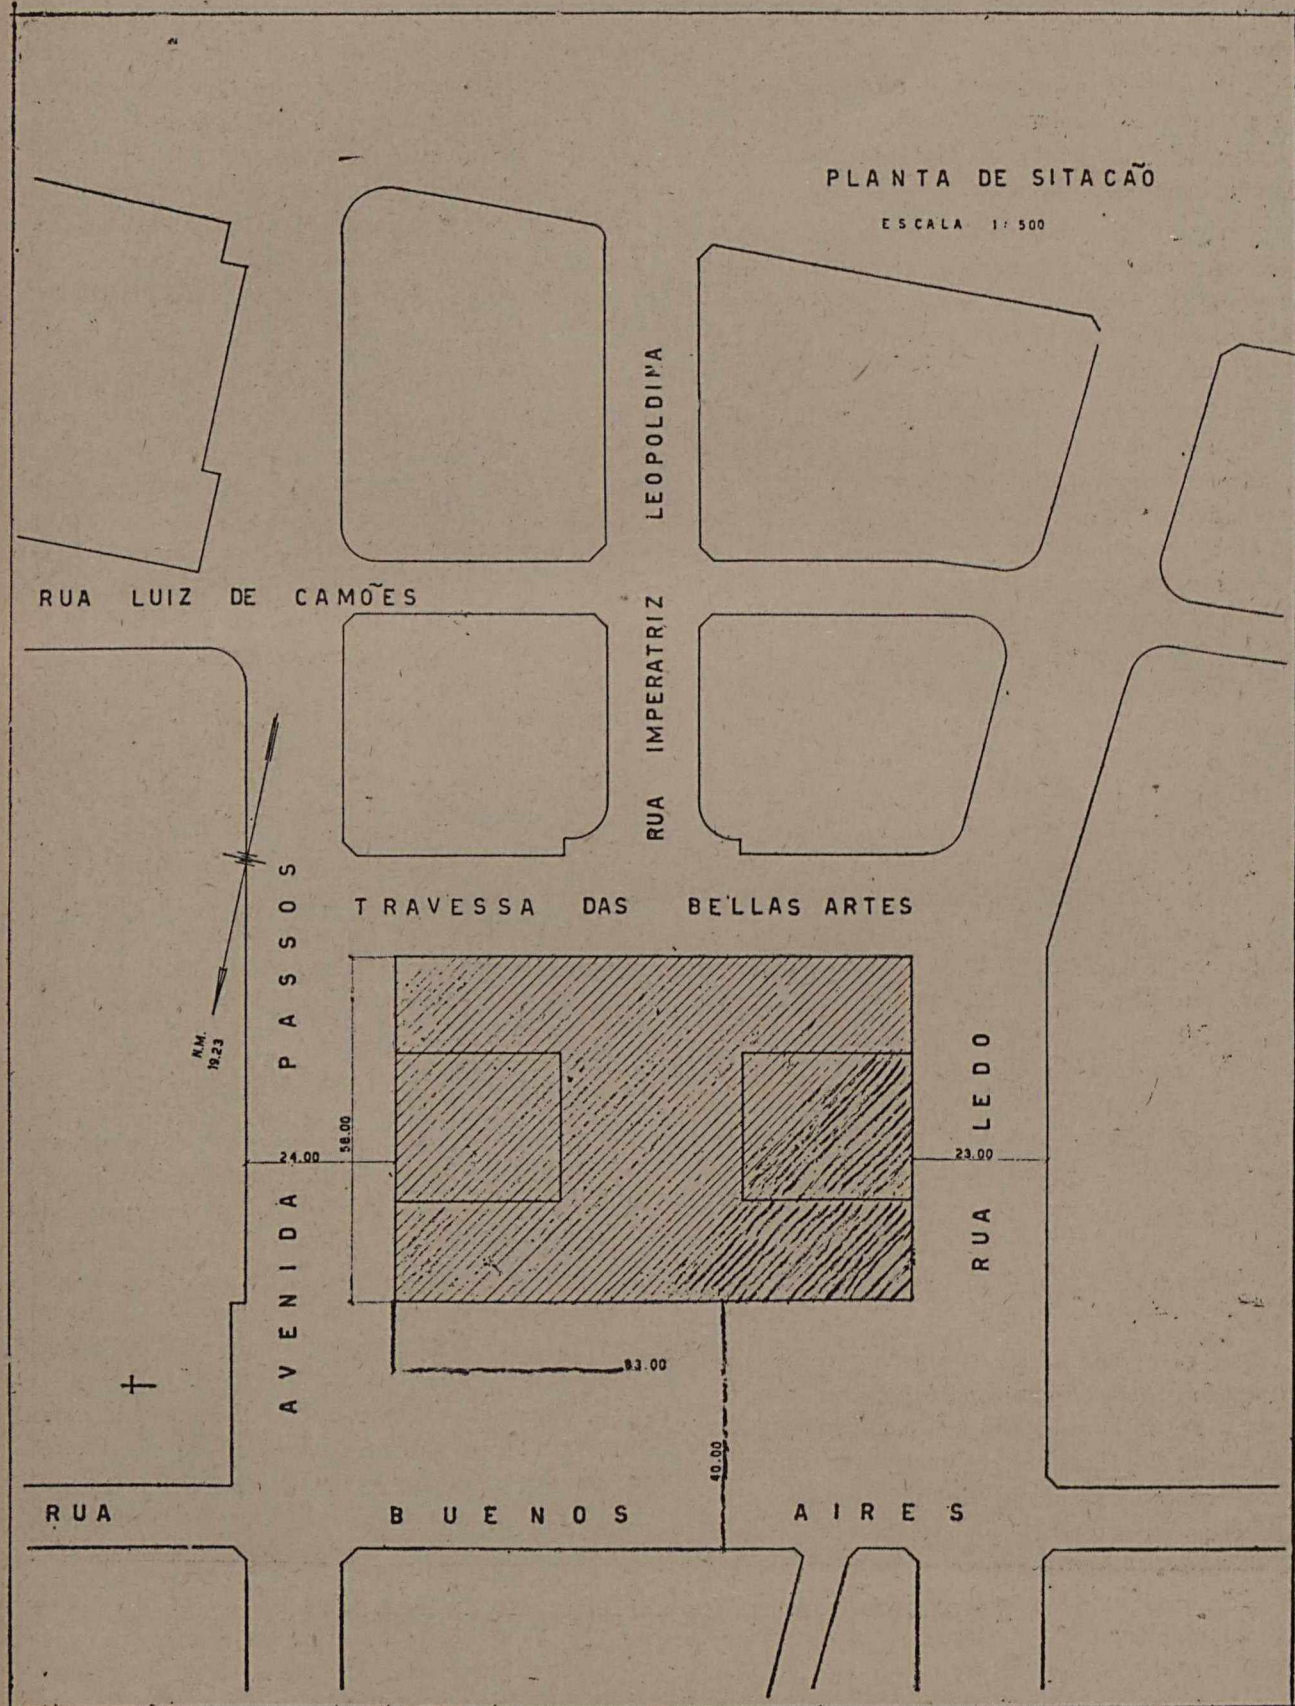 PLANTA DE SITACÃO
ESCALA 1:500
RUA IMPERATRIZ LEOPOLDINA
RUA LUIZ DE CAMÕES
AVENIDA PASSOS
TRAVESSA DAS BELLAS ARTES
N.M.
19.23
58.00
24.00
23.00
RUA LEDO
83.00
40.00
RUA BUENOS AIRES